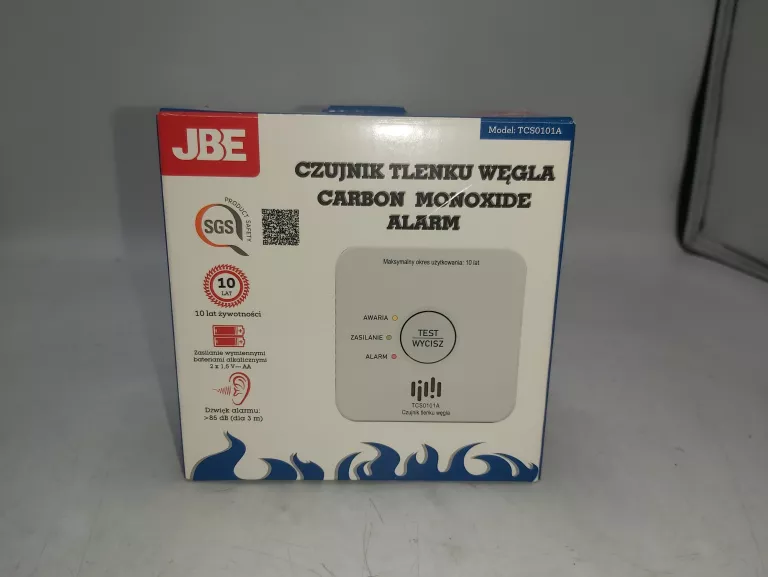 Model: TCS0101A
JBE
CZUJNIK TLENKU WĘGLA
CARBON MONOXIDE
ALARM
PRODUCT SAFETY
SGS
10
LAT
10 lat żywotności
Zasilanie wymiennymi
bateriami alkalicznymi
2 x 1,5 V AA
Dźwięk alarmu:
>85 dB (dla 3 m)
Maksymalny okres użytkowania: 10 lat
AWARIA
ZASILANIE
ALARM
TEST
WYCISZ
TCS0101A
Czujnik tlenku węgla